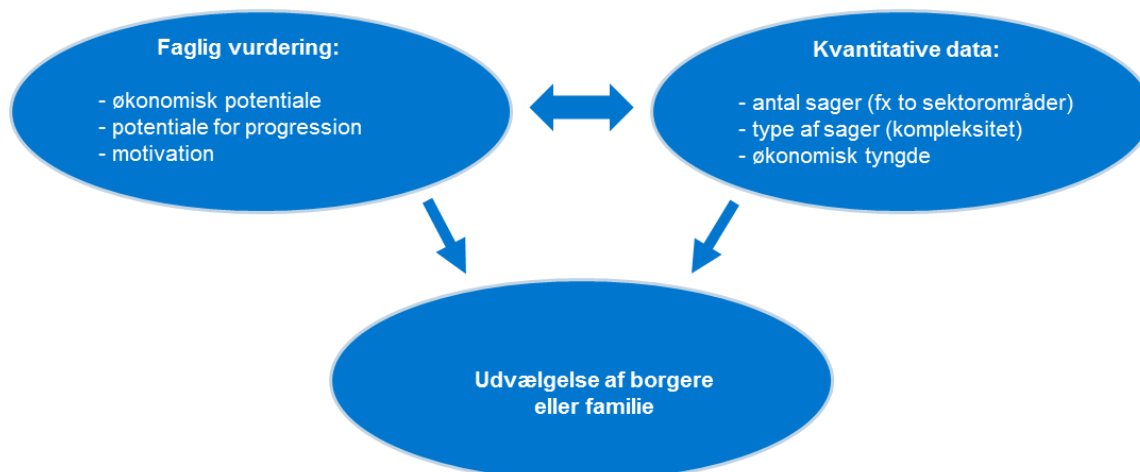 Faglig vurdering:
- økonomisk potentiale
- potentiale for progression
- motivation
Kvantitative data:
- antal sager (fx to sektorområder)
- type af sager (kompleksitet)
- økonomisk tyngde
Udvælgelse af borgere
eller familie